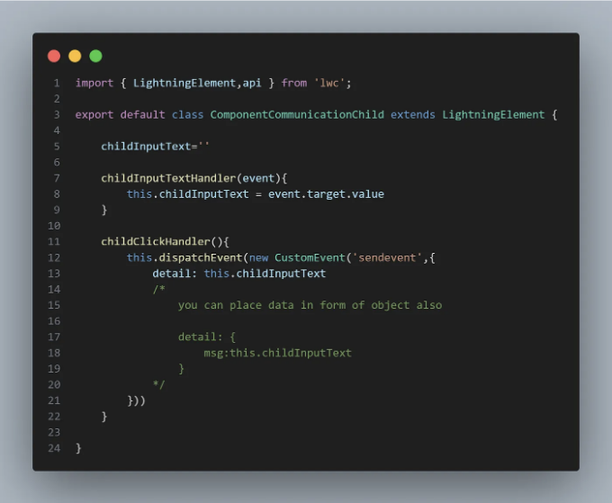 1 import { LightningElement,api } from 'lwc';
2
3 export default class ComponentCommunicationChild extends LightningElement {
4
5     childInputText=''
6
7     childInputTextHandler(event){
8         this.childInputText = event.target.value
9     }
10
11     childClickHandler(){
12         this.dispatchEvent(new CustomEvent('sendevent',{
13             detail: this.childInputText
14             /*
15                 you can place data in form of object also
16
17                 detail: {
18                     msg:this.childInputText
19                 }
20             */
21         }))
22     }
23
24 }